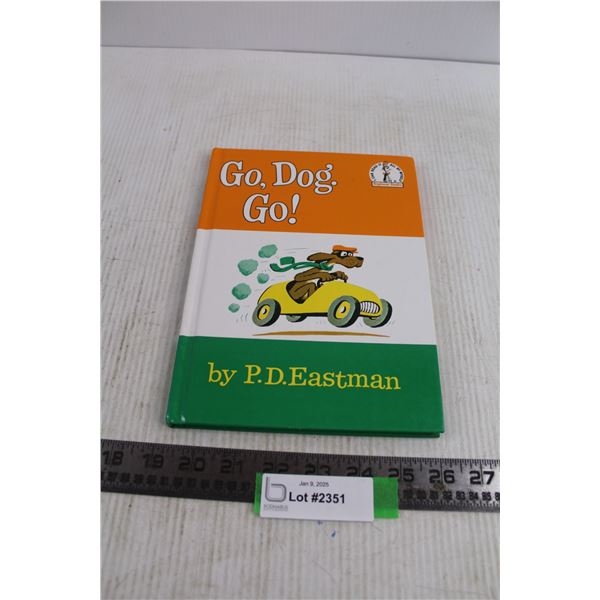 Go, Dog.
Go!
by P.D.Eastman
18 19 20 21 22 23 24 25 26 27
Jan 9, 2025
Lot #2351